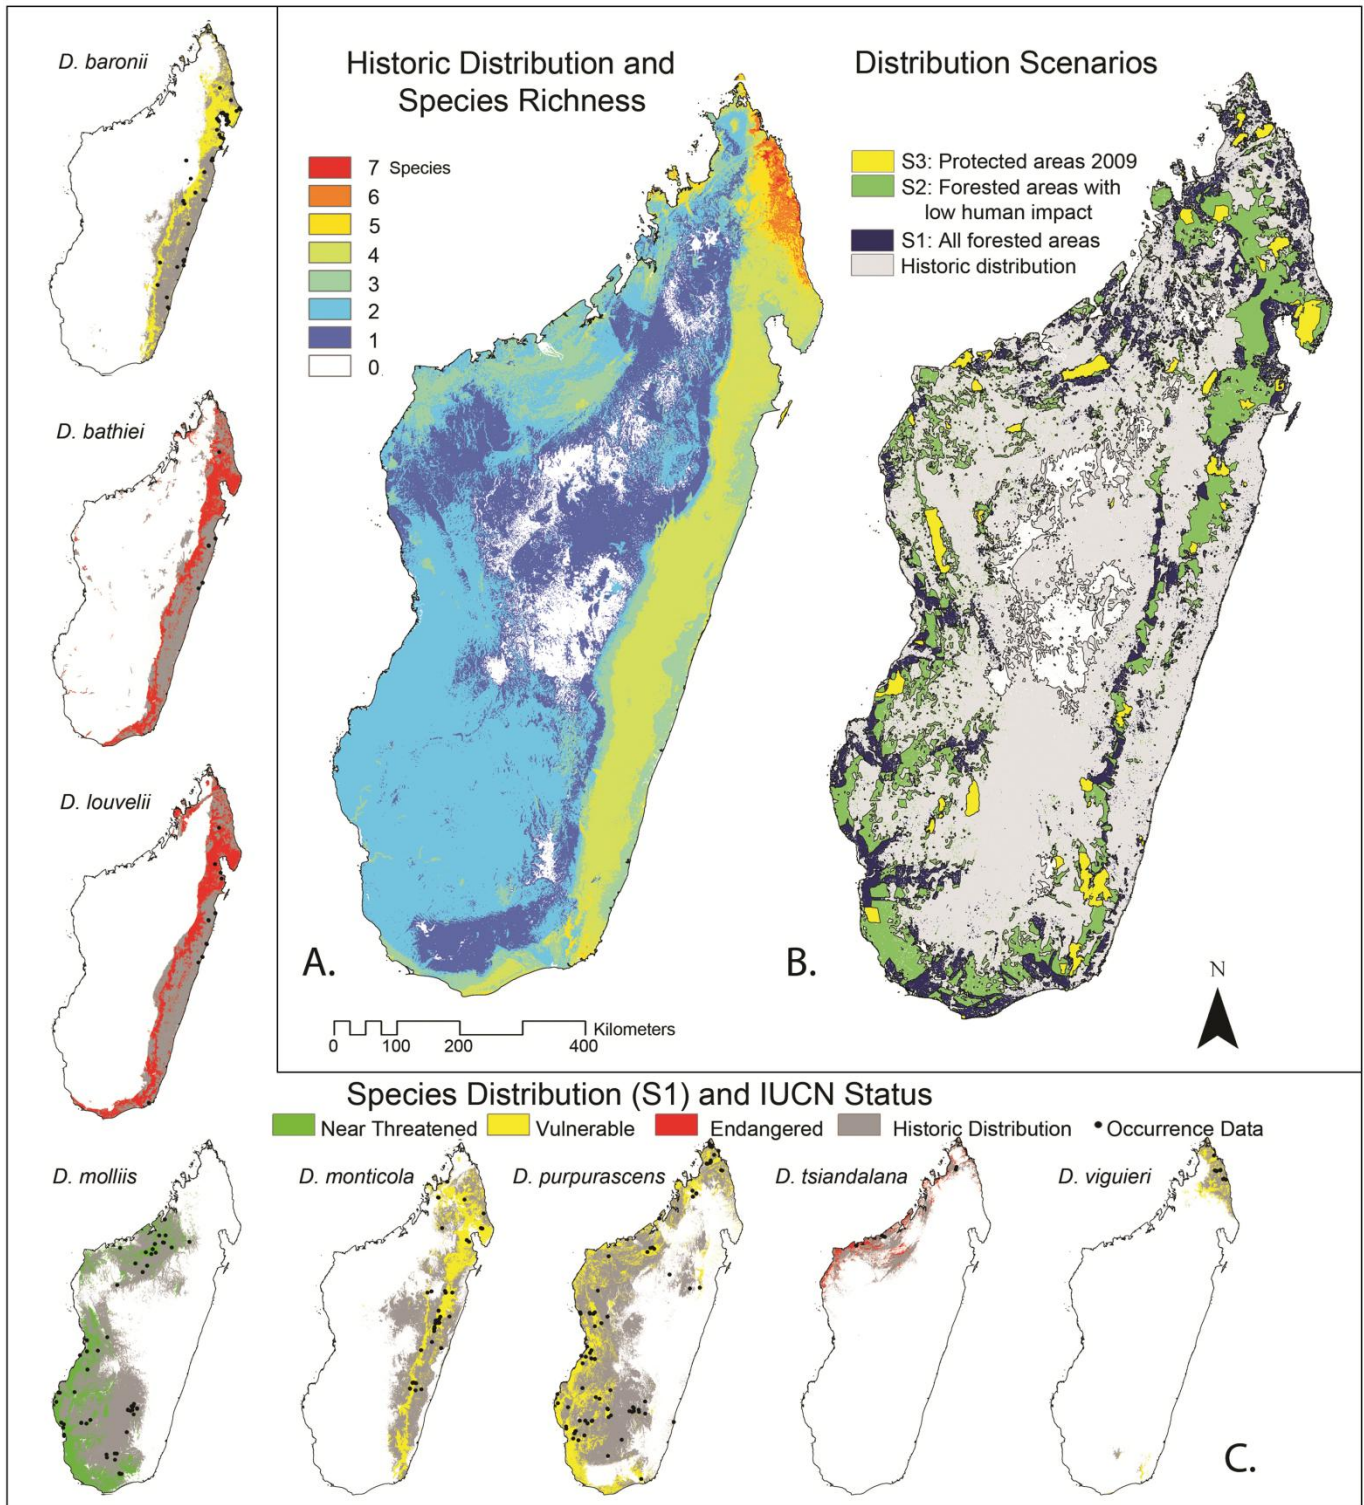 D. baronii
D. bathiei
D. louvelii
Historic Distribution and
Species Richness
7 Species
6
5
4
3
2
1
0
A.
0 100 200 400
Kilometers
Distribution Scenarios
S3: Protected areas 2009
S2: Forested areas with
low human impact
S1: All forested areas
Historic distribution
B.
N
Species Distribution (S1) and IUCN Status
Near Threatened Vulnerable Endangered Historic Distribution Occurrence Data
D. molliis
D. monticola
D. purpurascens
D. tsiandalana
D. viguieri
C.